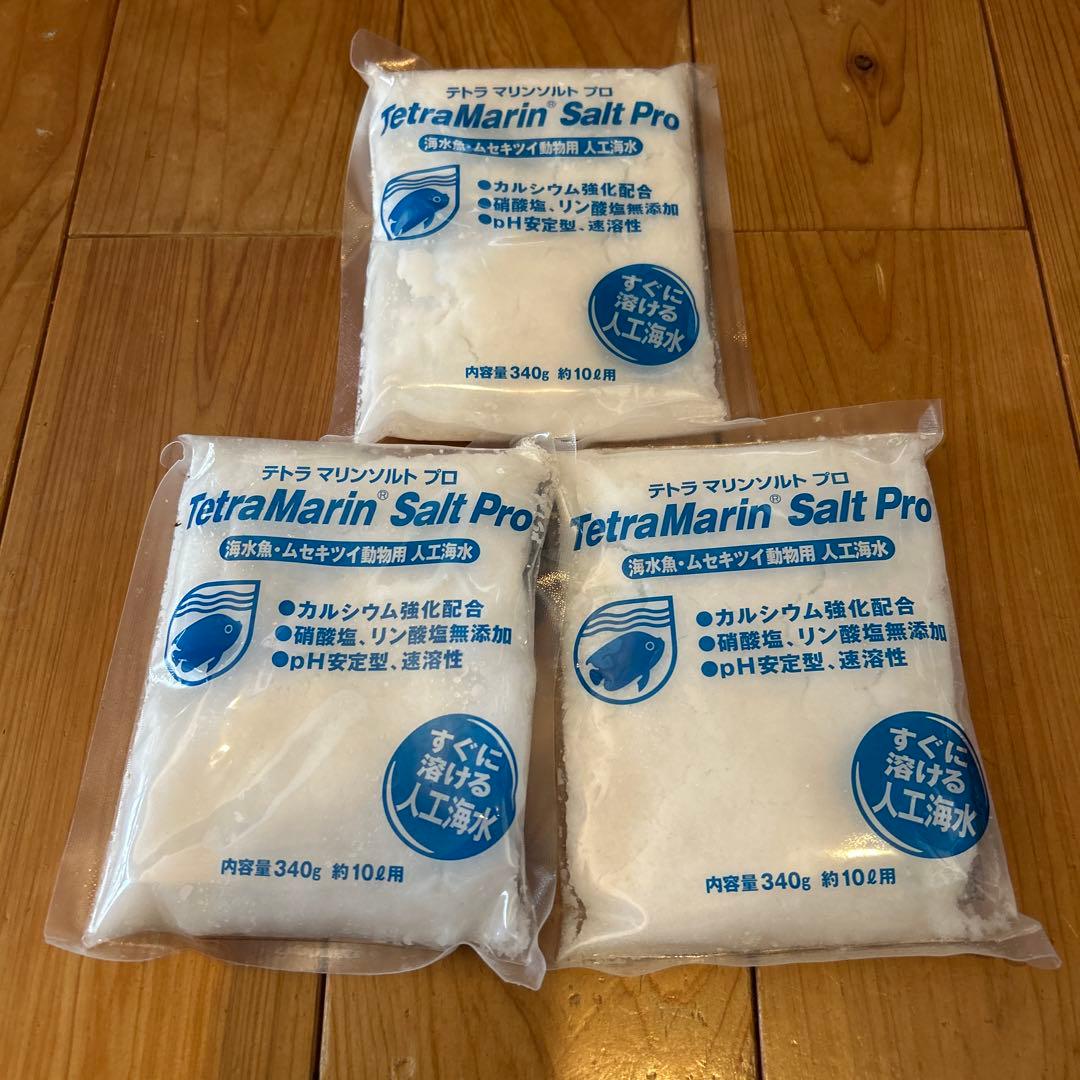 テトラ マリンソルト プロ
TetraMarin® Salt Pro
海水魚・ムセキツイ動物用 人工海水
●カルシウム強化配合
●硝酸塩、リン酸塩無添加
●pH安定型、速溶性
すぐに
溶ける
人工海水
内容量340g 約10ℓ用
テトラ マリンソルト プロ
TetraMarin® Salt Pro
海水魚・ムセキツイ動物用 人工海水
●カルシウム強化配合
●硝酸塩、リン酸塩無添加
●pH安定型、速溶性
すぐに
溶ける
人工海水
内容量340g 約10ℓ用
テトラ マリンソルト プロ
TetraMarin® Salt Pro
海水魚・ムセキツイ動物用 人工海水
●カルシウム強化配合
●硝酸塩、リン酸塩無添加
●pH安定型、速溶性
すぐに
溶ける
人工海水
内容量340g 約10ℓ用